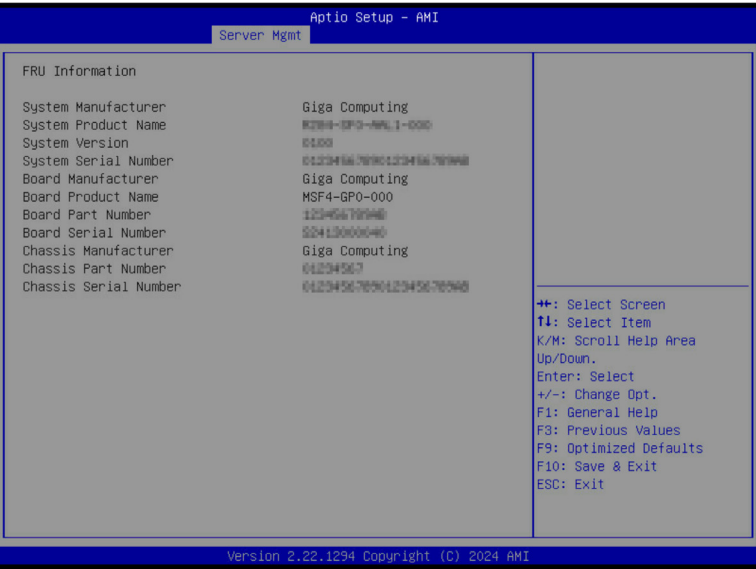 Aptio Setup – AMI
Server Mgmt
FRU Information
System Manufacturer Giga Computing
System Product Name
System Version
System Serial Number
Board Manufacturer Giga Computing
Board Product Name MSF4-GP0-000
Board Part Number
Board Serial Number
Chassis Manufacturer Giga Computing
Chassis Part Number
Chassis Serial Number
→←: Select Screen
↑↓: Select Item
K/M: Scroll Help Area
Up/Down.
Enter: Select
+/-: Change Opt.
F1: General Help
F3: Previous Values
F9: Optimized Defaults
F10: Save & Exit
ESC: Exit
Version 2.22.1294 Copyright (C) 2024 AMI